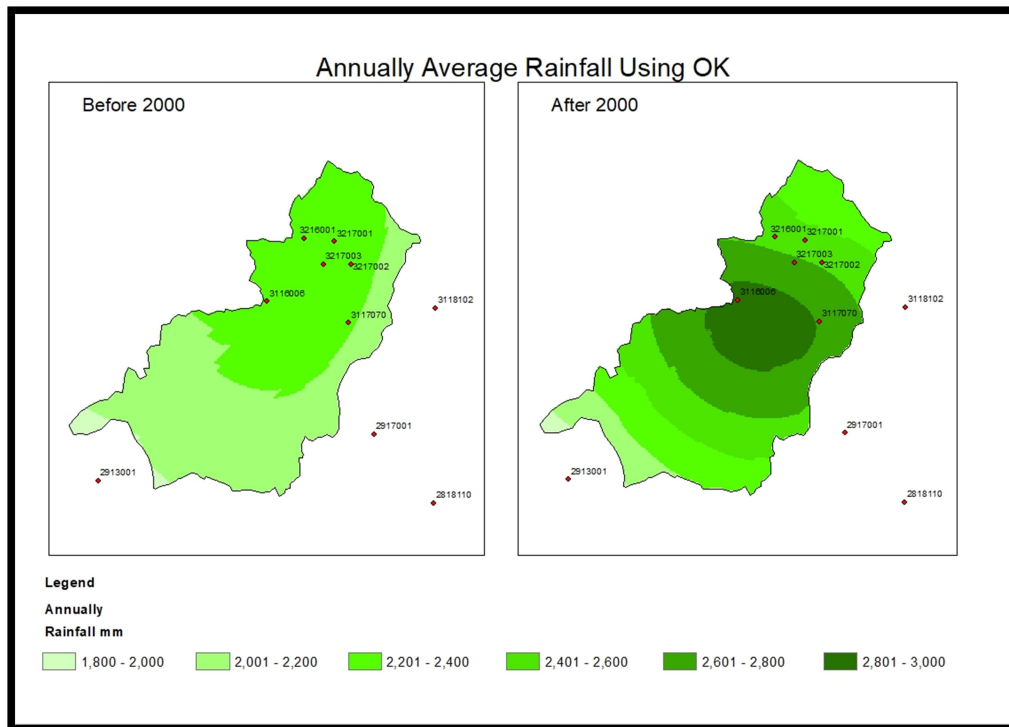 Annually Average Rainfall Using OK
Before 2000
3216001
3217001
3217003
3217002
3116006
3117070
3118102
2917001
2913001
2818110
After 2000
3216001
3217001
3217003
3217002
3116006
3117070
3118102
2917001
2913001
2818110
Legend
Annually
Rainfall mm
1,800 - 2,000
2,001 - 2,200
2,201 - 2,400
2,401 - 2,600
2,601 - 2,800
2,801 - 3,000